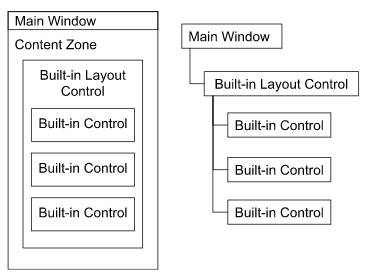 Main Window
Content Zone
Built-in Layout
Control
Built-in Control
Built-in Control
Built-in Control
Main Window
Built-in Layout Control
Built-in Control
Built-in Control
Built-in Control